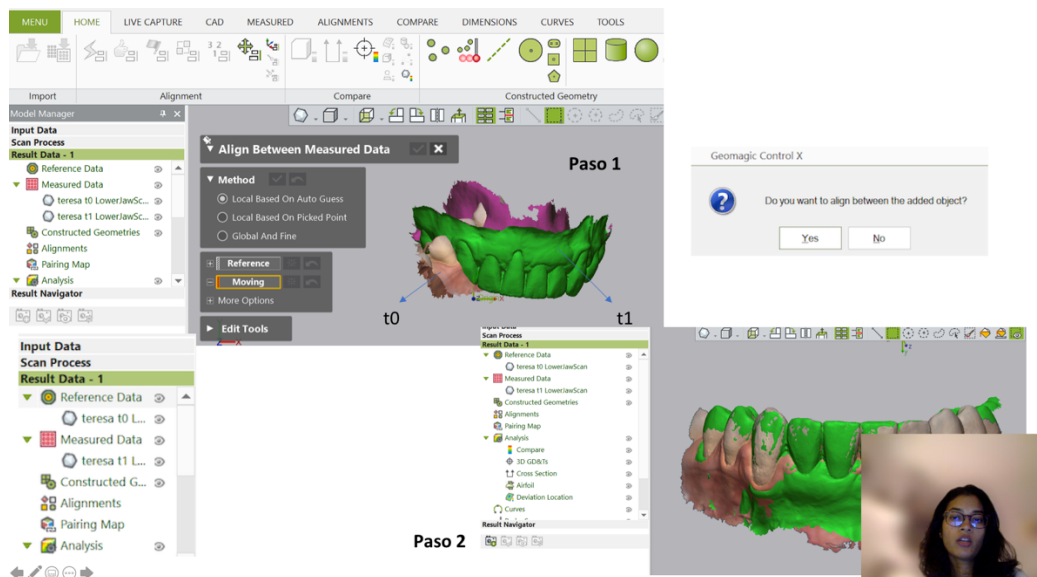 MENU HOME LIVE CAPTURE CAD MEASURED ALIGNMENTS COMPARE DIMENSIONS CURVES TOOLS
Import Alignment Compare Constructed Geometry
Model Manager
Input Data
Scan Process
Result Data - 1
Reference Data
Measured Data
teresa t0 LowerJawSc...
teresa t1 LowerJawSc...
Constructed Geometries
Alignments
Pairing Map
Analysis
Result Navigator
Align Between Measured Data
Method
Local Based On Auto Guess
Local Based On Picked Point
Global And Fine
Reference
Moving
More Options
Edit Tools
Paso 1
t0
t1
Geomagic Control X
Do you want to align between the added object?
Yes No
Input Data
Scan Process
Result Data - 1
Reference Data
teresa t0 L...
Measured Data
teresa t1 L...
Constructed G...
Alignments
Pairing Map
Analysis
Paso 2
Scan Process
Result Data - 1
Reference Data
teresa t0 LowerJawScan
Measured Data
teresa t1 LowerJawScan
Constructed Geometries
Alignments
Pairing Map
Analysis
Compare
3D GD&Ts
Cross Section
Airfoil
Deviation Location
Curves
Result Navigator